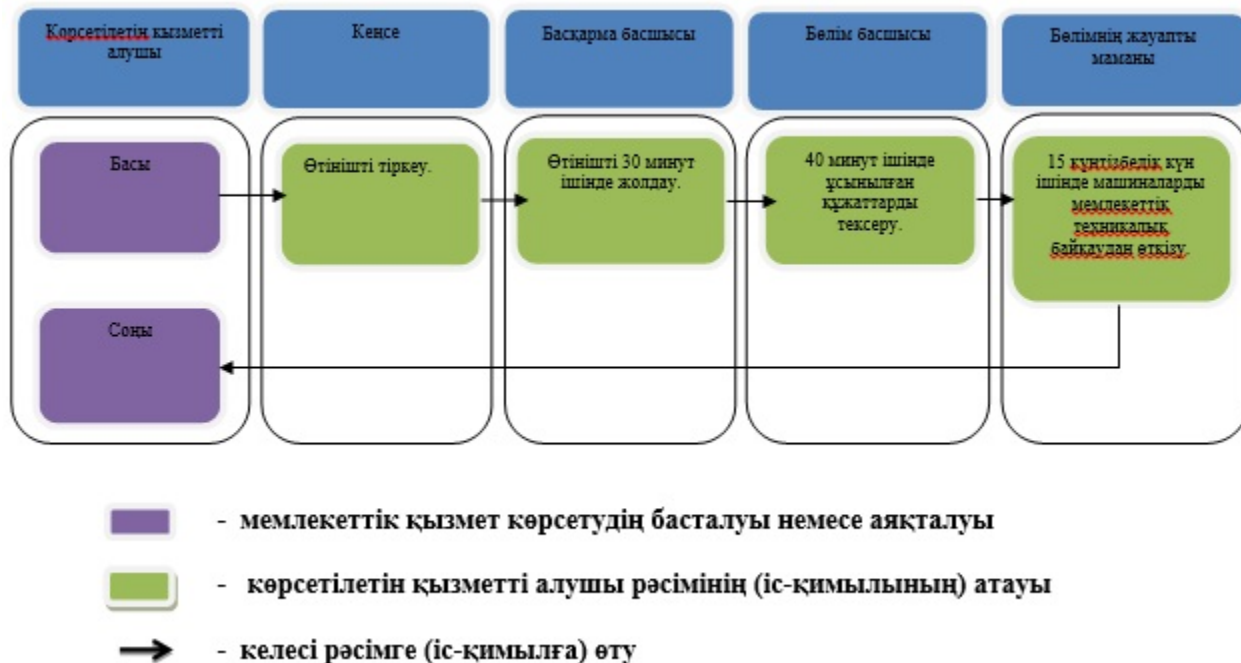 Көрсетілетін қызметті
алушы
Кеңсе
Басқарма басшысы
Бөлім басшысы
Бөлімнің жауапты
маманы
Басы
Өтінішті тіркеу.
Өтінішті 30 минут
ішінде жолдау.
40 минут ішінде
ұсынылған
құжаттарды
тексеру.
15 күнтізбелік күн
ішінде машиналарды
мемлекеттік
техникалық
байқаудан өткізу.
Соңы
- мемлекеттік қызмет көрсетудің басталуы немесе аяқталуы
- көрсетілетін қызметті алушы рәсімінің (іс-қимылының) атауы
- келесі рәсімге (іс-қимылға) өту